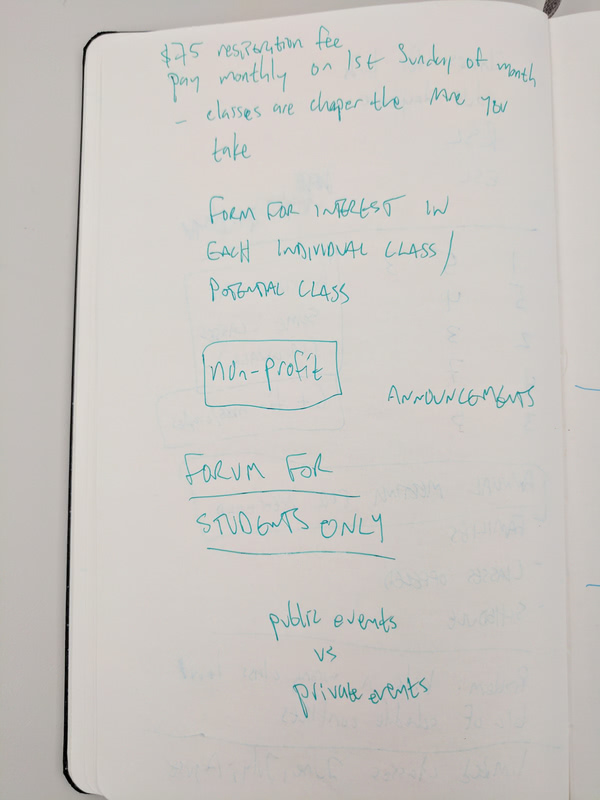 $75 registration fee
pay monthly on 1st Sunday of month
- classes are chaper the more you
take
FORM FOR INTEREST IN
EACH INDIVIDUAL CLASS/
POTENTIAL CLASS
non-profit
ANNOUNCEMENTS
FORUM FOR
STUDENTS ONLY
public events
vs
private events